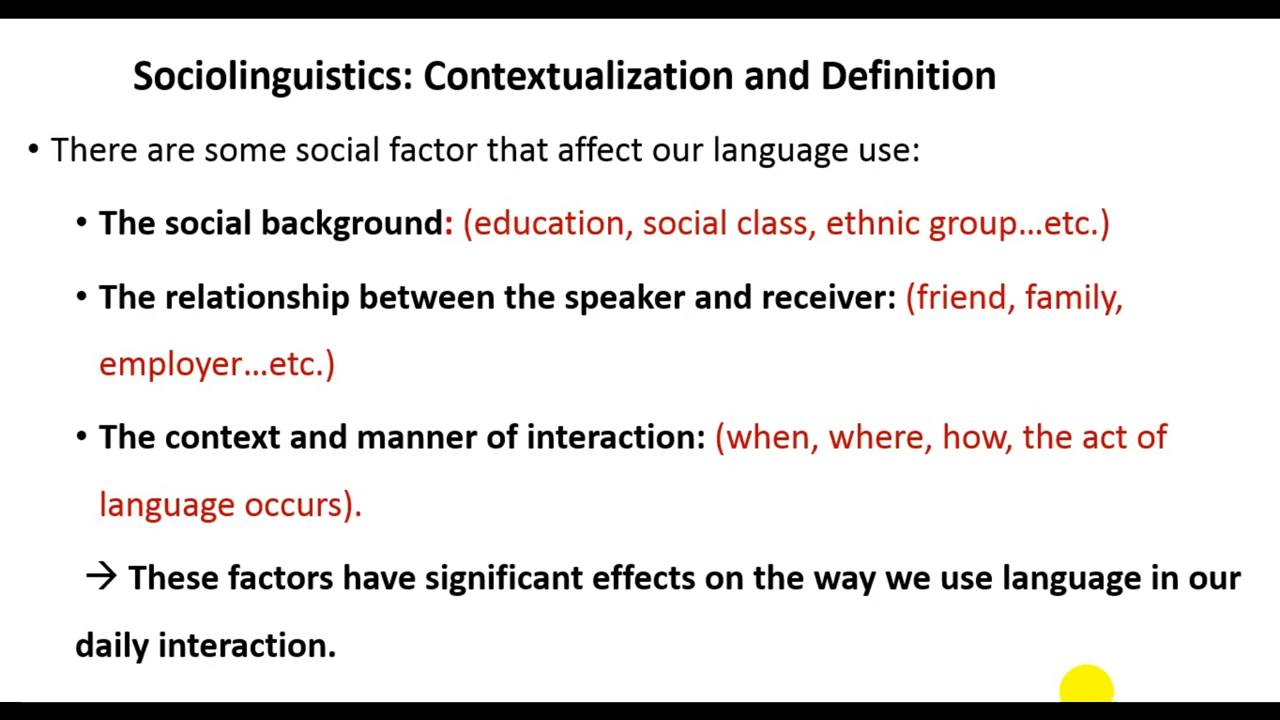 Sociolinguistics: Contextualization and Definition
• There are some social factor that affect our language use:
• The social background: (education, social class, ethnic group...etc.)
• The relationship between the speaker and receiver: (friend, family,
employer...etc.)
• The context and manner of interaction: (when, where, how, the act of
language occurs).
→ These factors have significant effects on the way we use language in our
daily interaction.